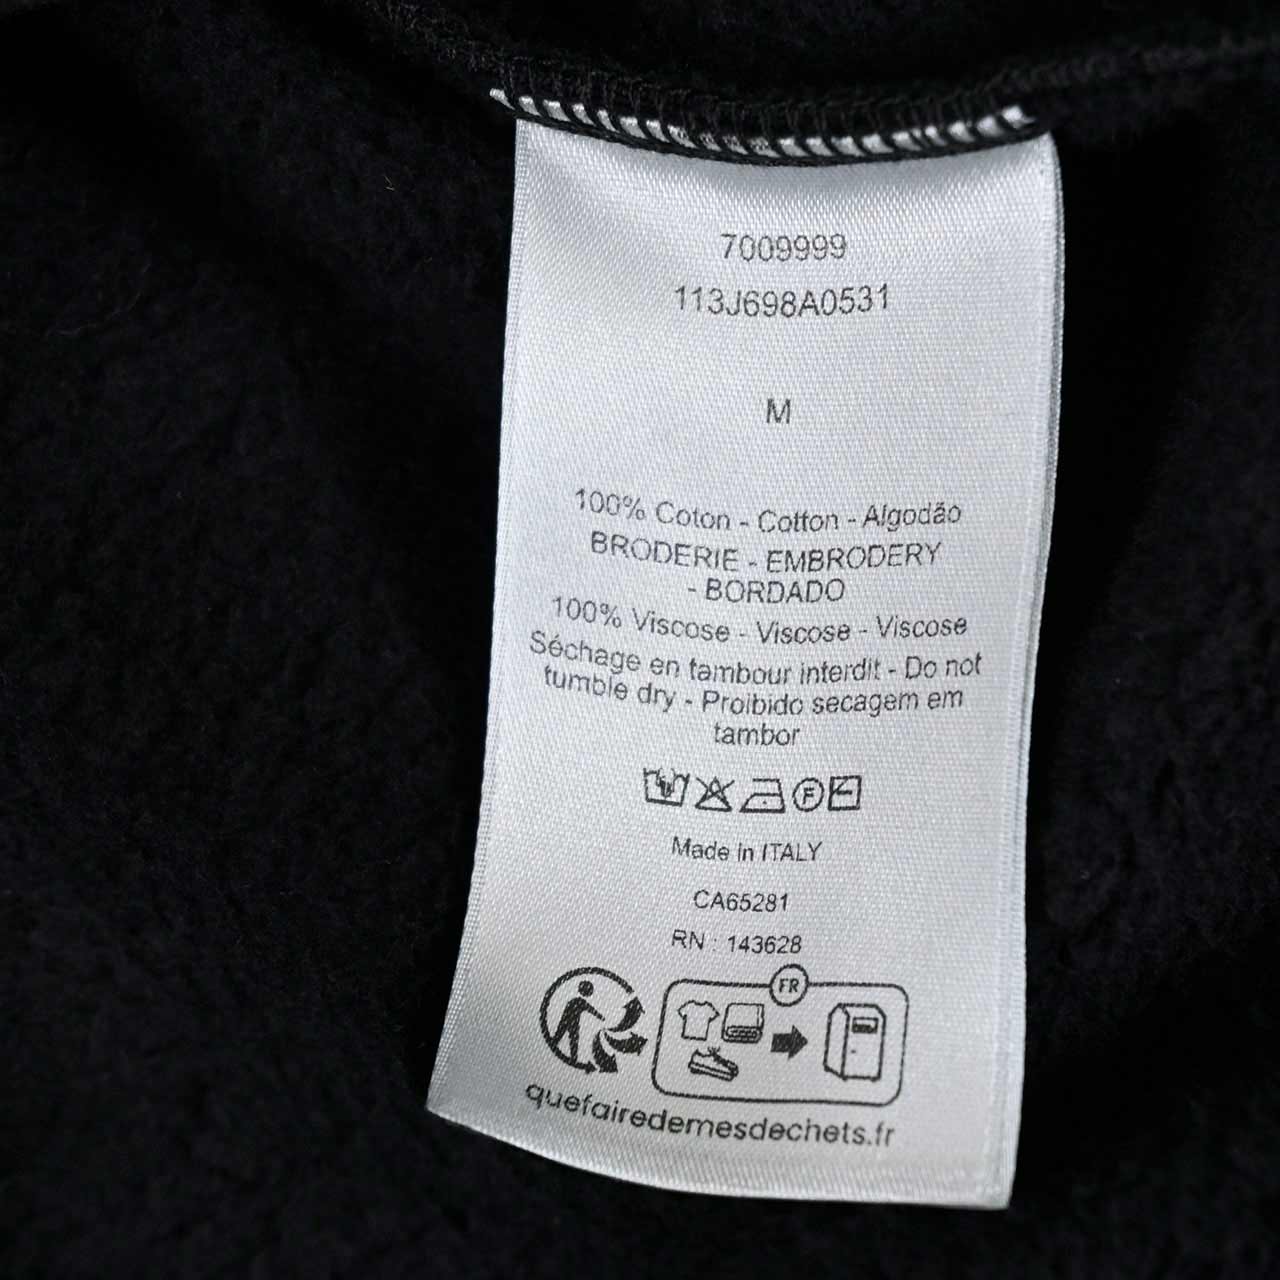 7009999
113J698A0531
M
100% Coton - Cotton - Algodão
BRODERIE - EMBRODERY
- BORDADO
100% Viscose - Viscose - Viscose
Séchage en tambour interdit - Do not
tumble dry - Proibido secagem em
tambor
F
Made in ITALY
CA65281
RN : 143628
FR
quefairedemesdechets.fr